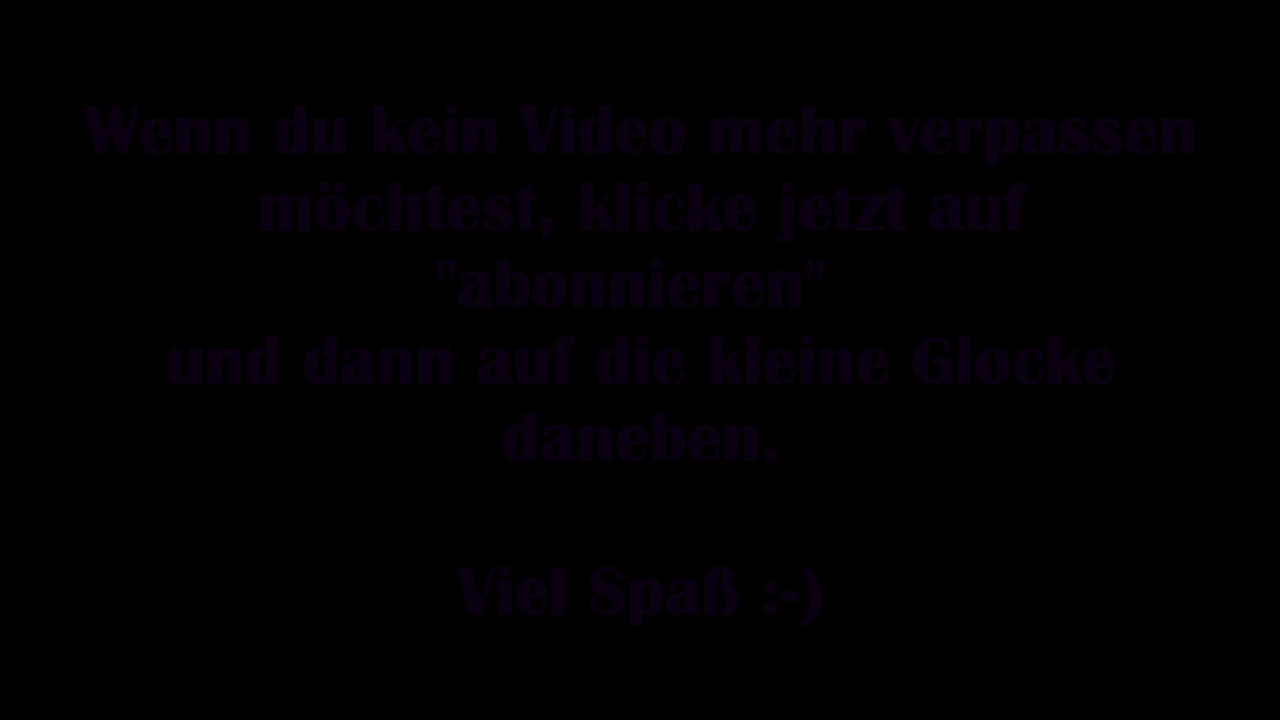 Wenn du kein Video mehr verpassen
möchtest, klicke jetzt auf
"abonnieren"
und dann auf die kleine Glocke
daneben.
Viel Spaß :-)